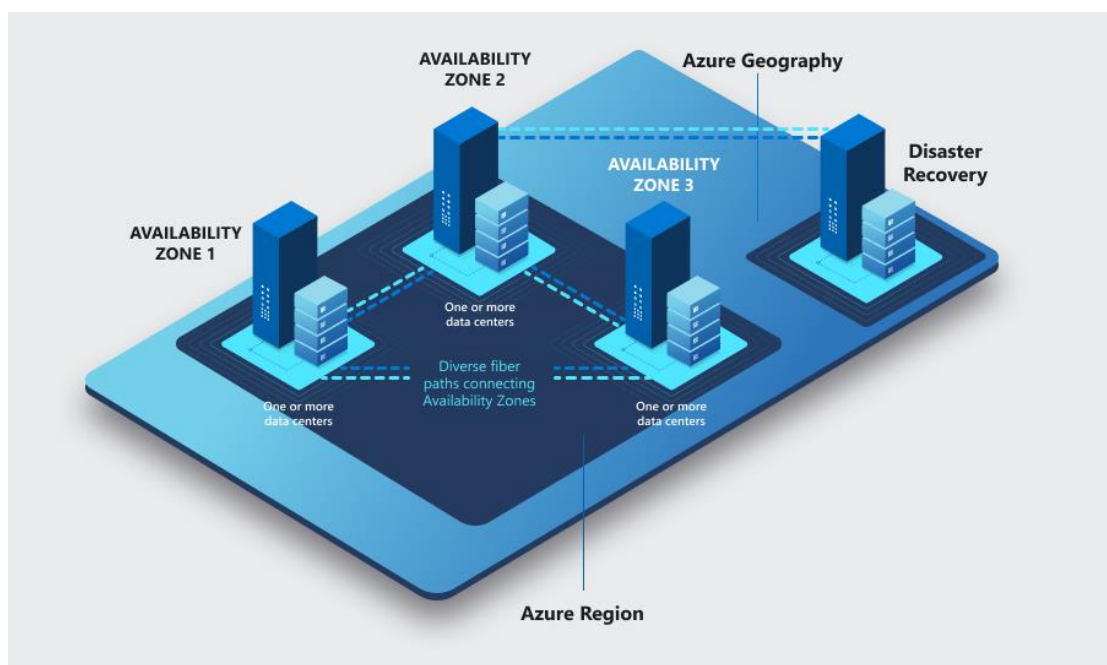 AVAILABILITY
ZONE 2
Azure Geography
AVAILABILITY
ZONE 3
Disaster
Recovery
AVAILABILITY
ZONE 1
One or more
data centers
Diverse fiber
paths connecting
Availability Zones
One or more
data centers
One or more
data centers
Azure Region